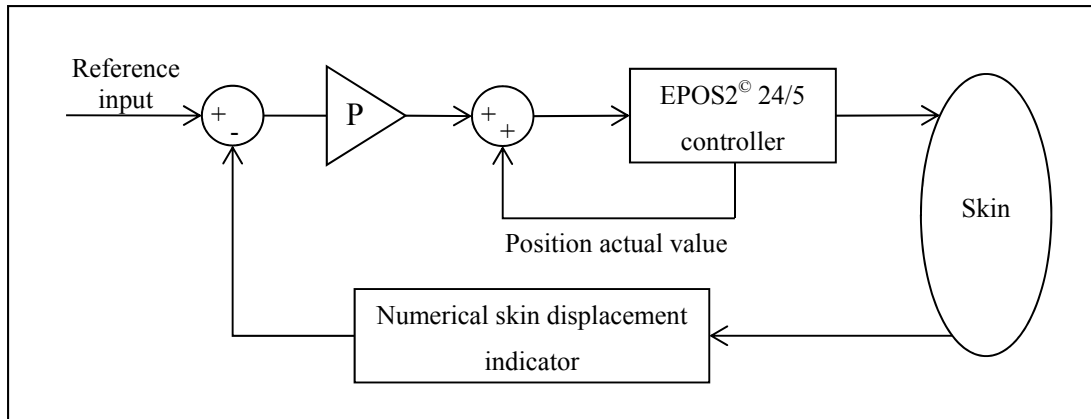 Reference
input
+
-
P
+
+
EPOS2© 24/5
controller
Skin
Position actual value
Numerical skin displacement
indicator